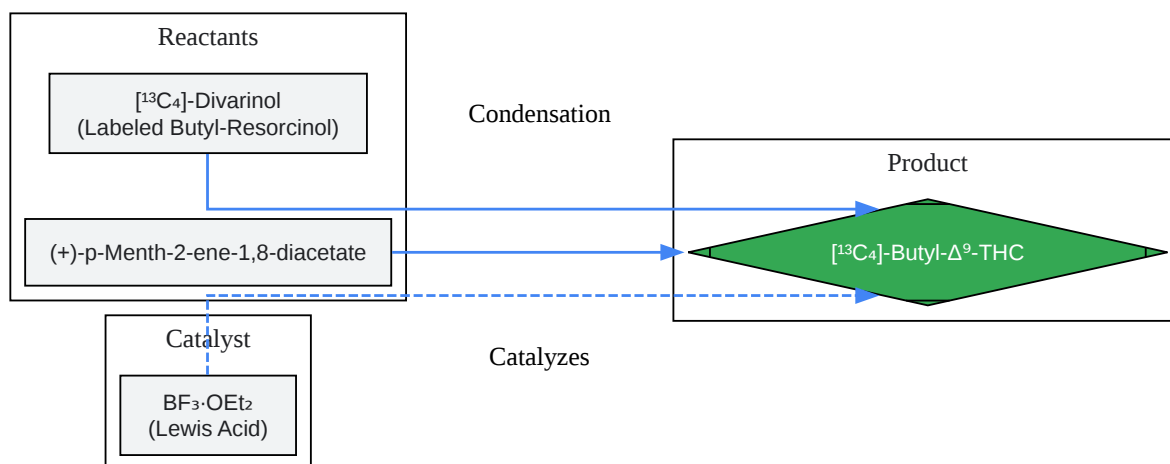 Reactants
[¹³C₄]-Divarinol
(Labeled Butyl-Resorcinol)
Condensation
Product
(+)-p-Menth-2-ene-1,8-diacetate
[¹³C₄]-Butyl-Δ⁹-THC
Catalyst
Catalyzes
BF₃·OEt₂
(Lewis Acid)